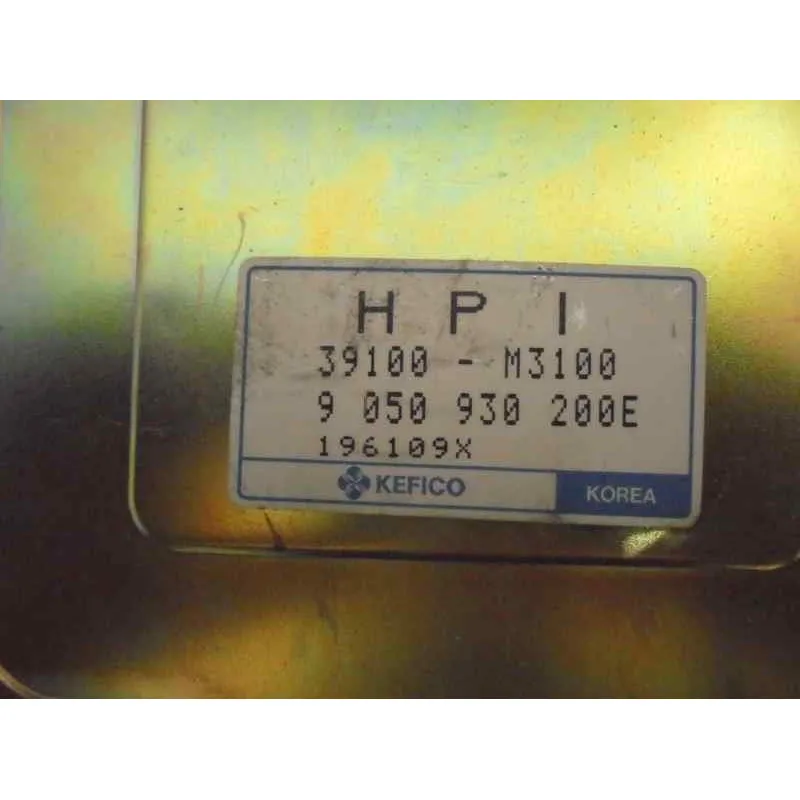 H P I
39100 - M3100
9 050 930 200E
196109X
KEFICO
KOREA